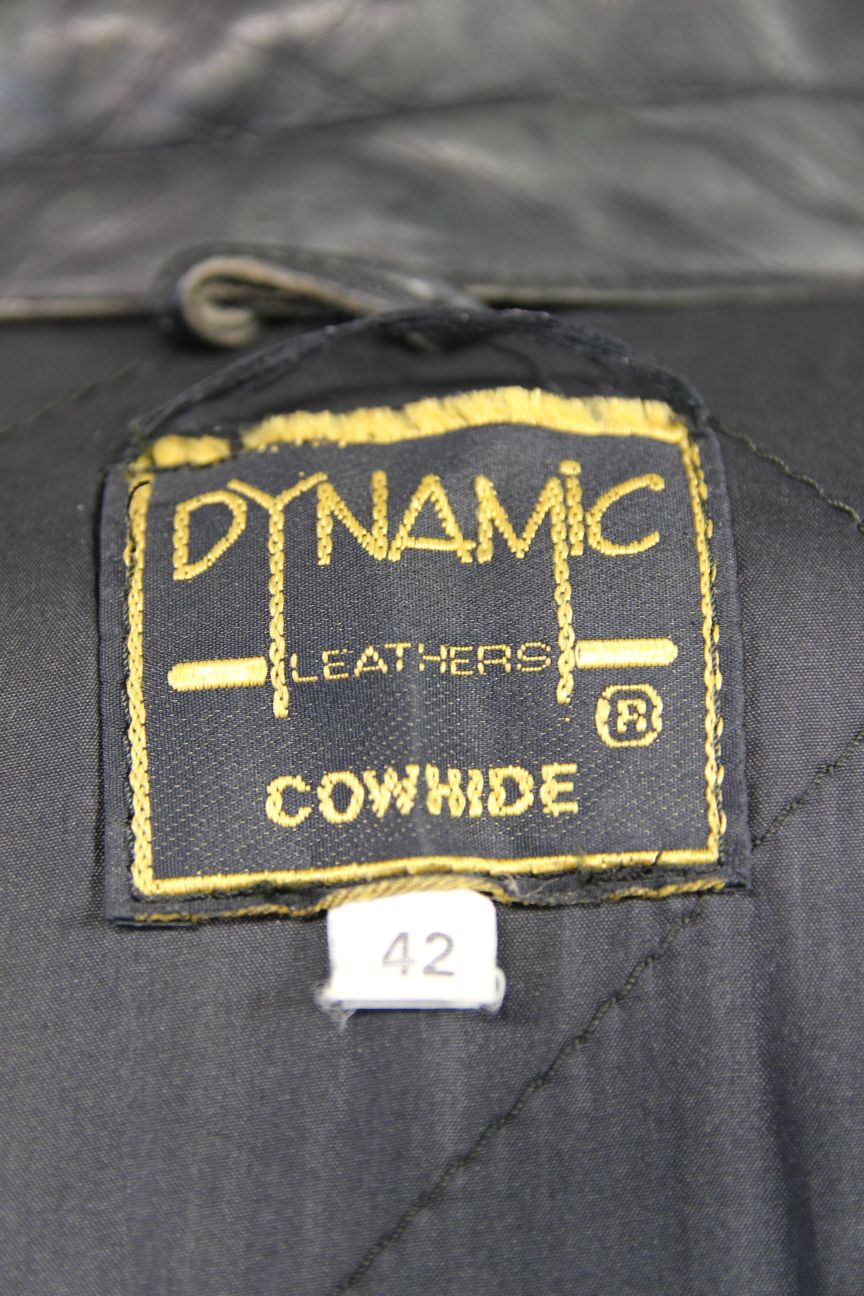 DYNAMiC
LEATHERS
®
COWHIDE
42